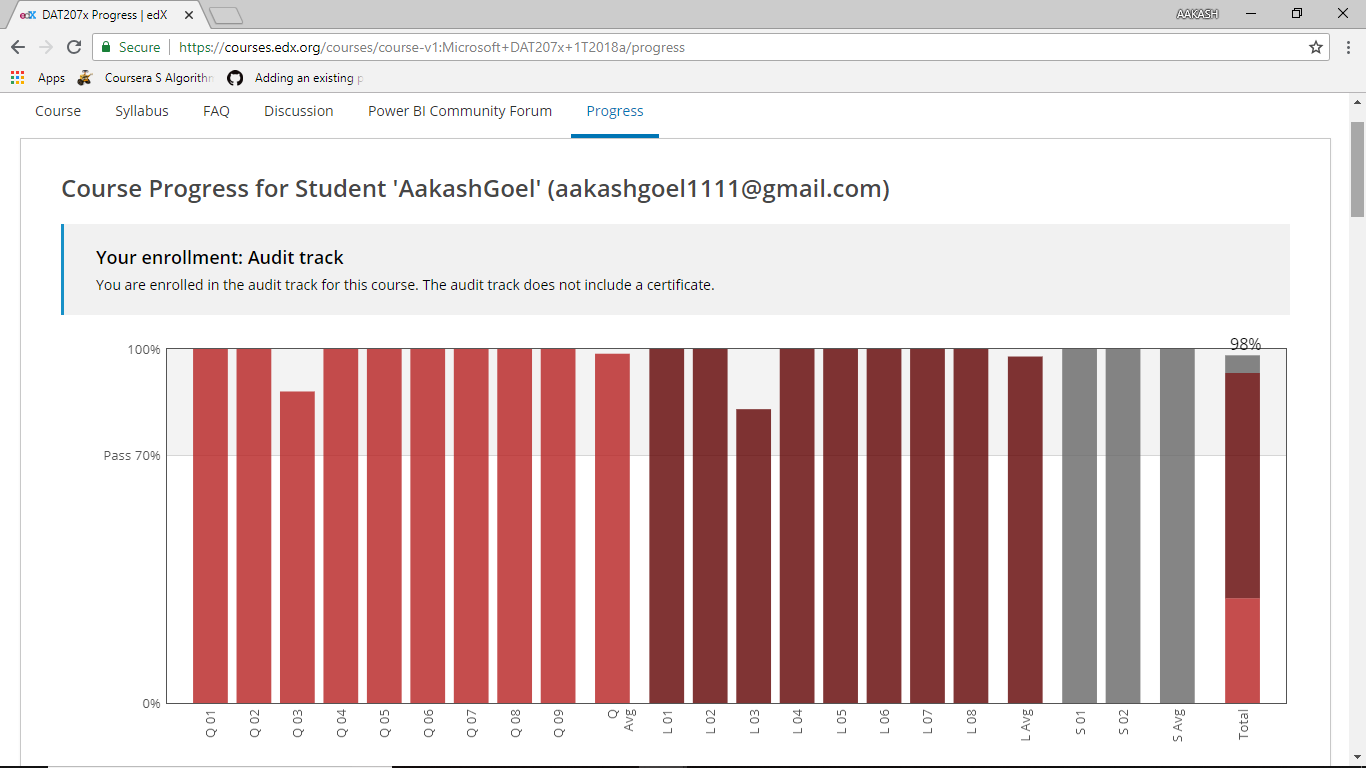 edX DAT207x Progress | edX
AAKASH
Secure https://courses.edx.org/courses/course-v1:Microsoft+DAT207x+1T2018a/progress
Apps Coursera S Algorithm Adding an existing p
Course Syllabus FAQ Discussion Power BI Community Forum Progress
Course Progress for Student 'AakashGoel' (aakashgoel1111@gmail.com)
Your enrollment: Audit track
You are enrolled in the audit track for this course. The audit track does not include a certificate.
98%
100%
Pass 70%
0%
Q 01 Q 02 Q 03 Q 04 Q 05 Q 06 Q 07 Q 08 Q 09 Q Avg L 01 L 02 L 03 L 04 L 05 L 06 L 07 L 08 L Avg S 01 S 02 S Avg Total